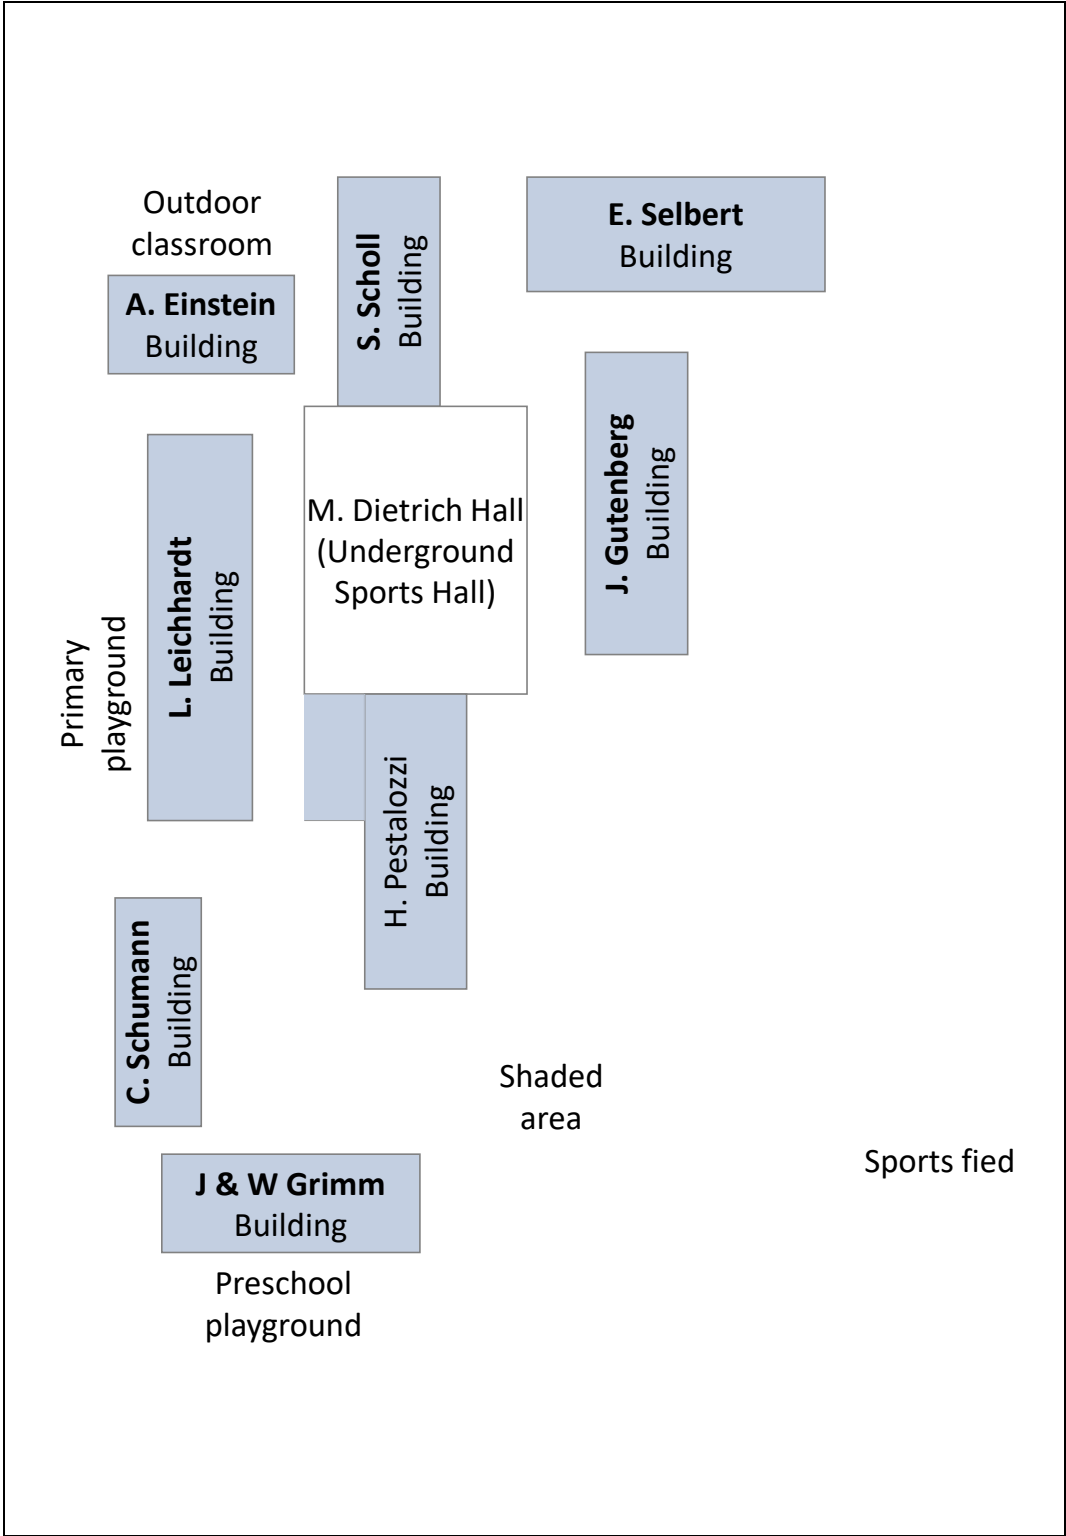 Outdoor
classroom
A. Einstein
Building
S. Scholl
Building
E. Selbert
Building
M. Dietrich Hall
(Underground
Sports Hall)
J. Gutenberg
Building
Primary
playground
L. Leichhardt
Building
H. Pestalozzi
Building
C. Schumann
Building
Shaded
area
Sports fied
J & W Grimm
Building
Preschool
playground